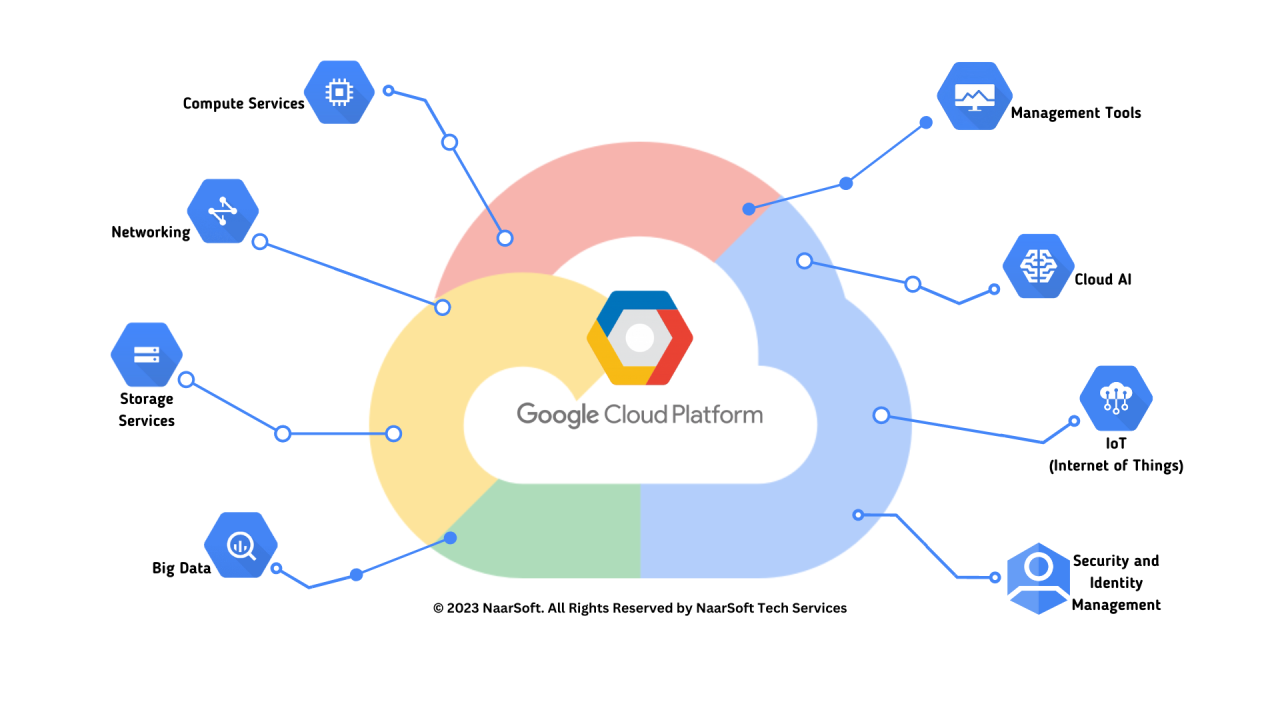 Compute Services
Networking
Storage
Services
Big Data
Google Cloud Platform
Management Tools
Cloud AI
IoT
(Internet of Things)
Security and
Identity
Management
© 2023 NaarSoft. All Rights Reserved by NaarSoft Tech Services